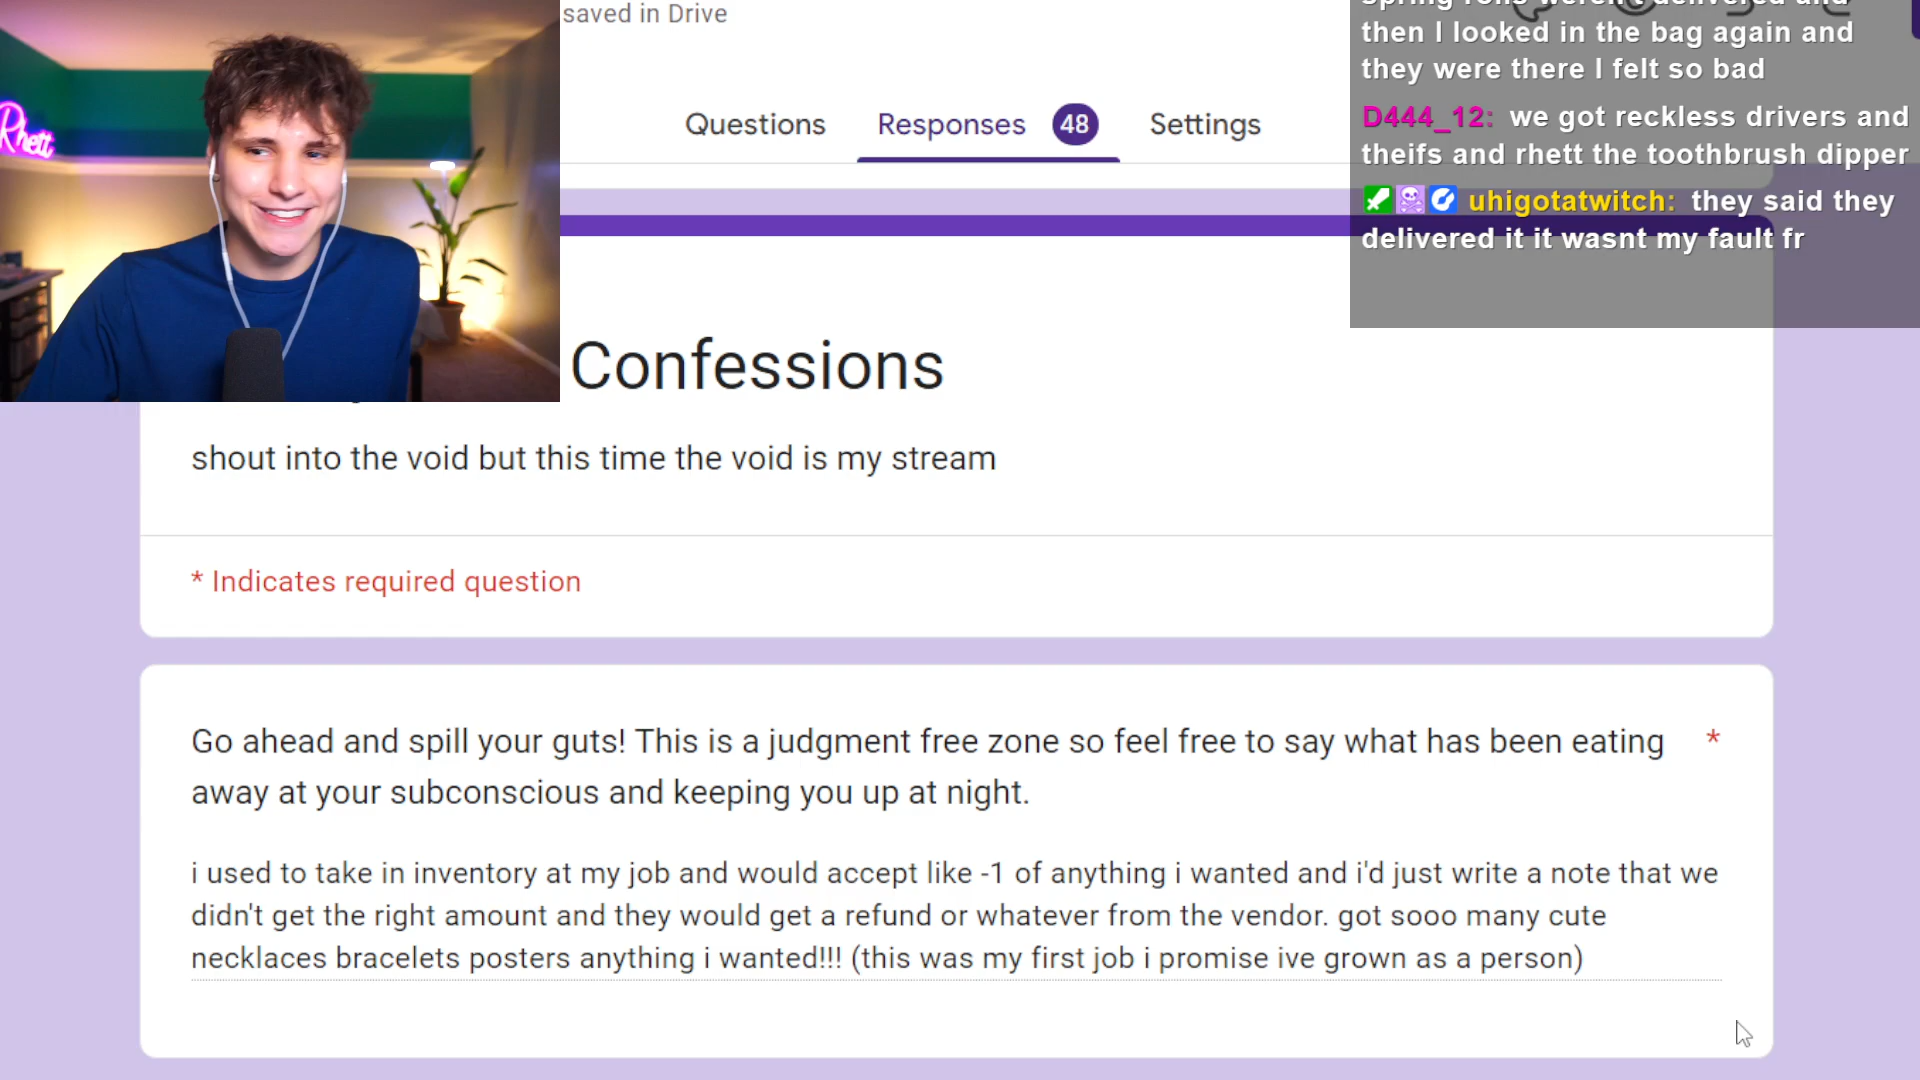 saved in Drive
Questions
Responses 48
Settings
Rhett
then I looked in the bag again and
they were there I felt so bad
D444_12: we got reckless drivers and
theifs and rhett the toothbrush dipper
uhigotatwitch: they said they
delivered it it wasnt my fault fr
Confessions
shout into the void but this time the void is my stream
* Indicates required question
Go ahead and spill your guts! This is a judgment free zone so feel free to say what has been eating *
away at your subconscious and keeping you up at night.
i used to take in inventory at my job and would accept like -1 of anything i wanted and i'd just write a note that we
didn't get the right amount and they would get a refund or whatever from the vendor. got sooo many cute
necklaces bracelets posters anything i wanted!!! (this was my first job i promise ive grown as a person)